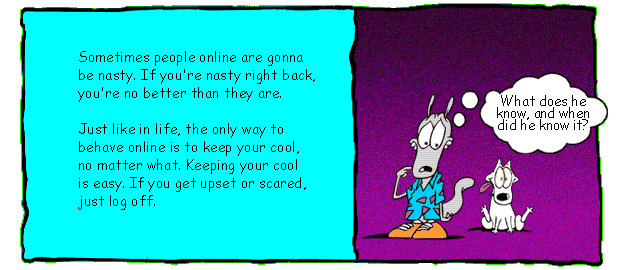 Sometimes people online are gonna
be nasty. If you're nasty right back,
you're no better than they are.
Just like in life, the only way to
behave online is to keep your cool,
no matter what. Keeping your cool
is easy. If you get upset or scared,
just log off.
What does he
know, and when
did he know it?